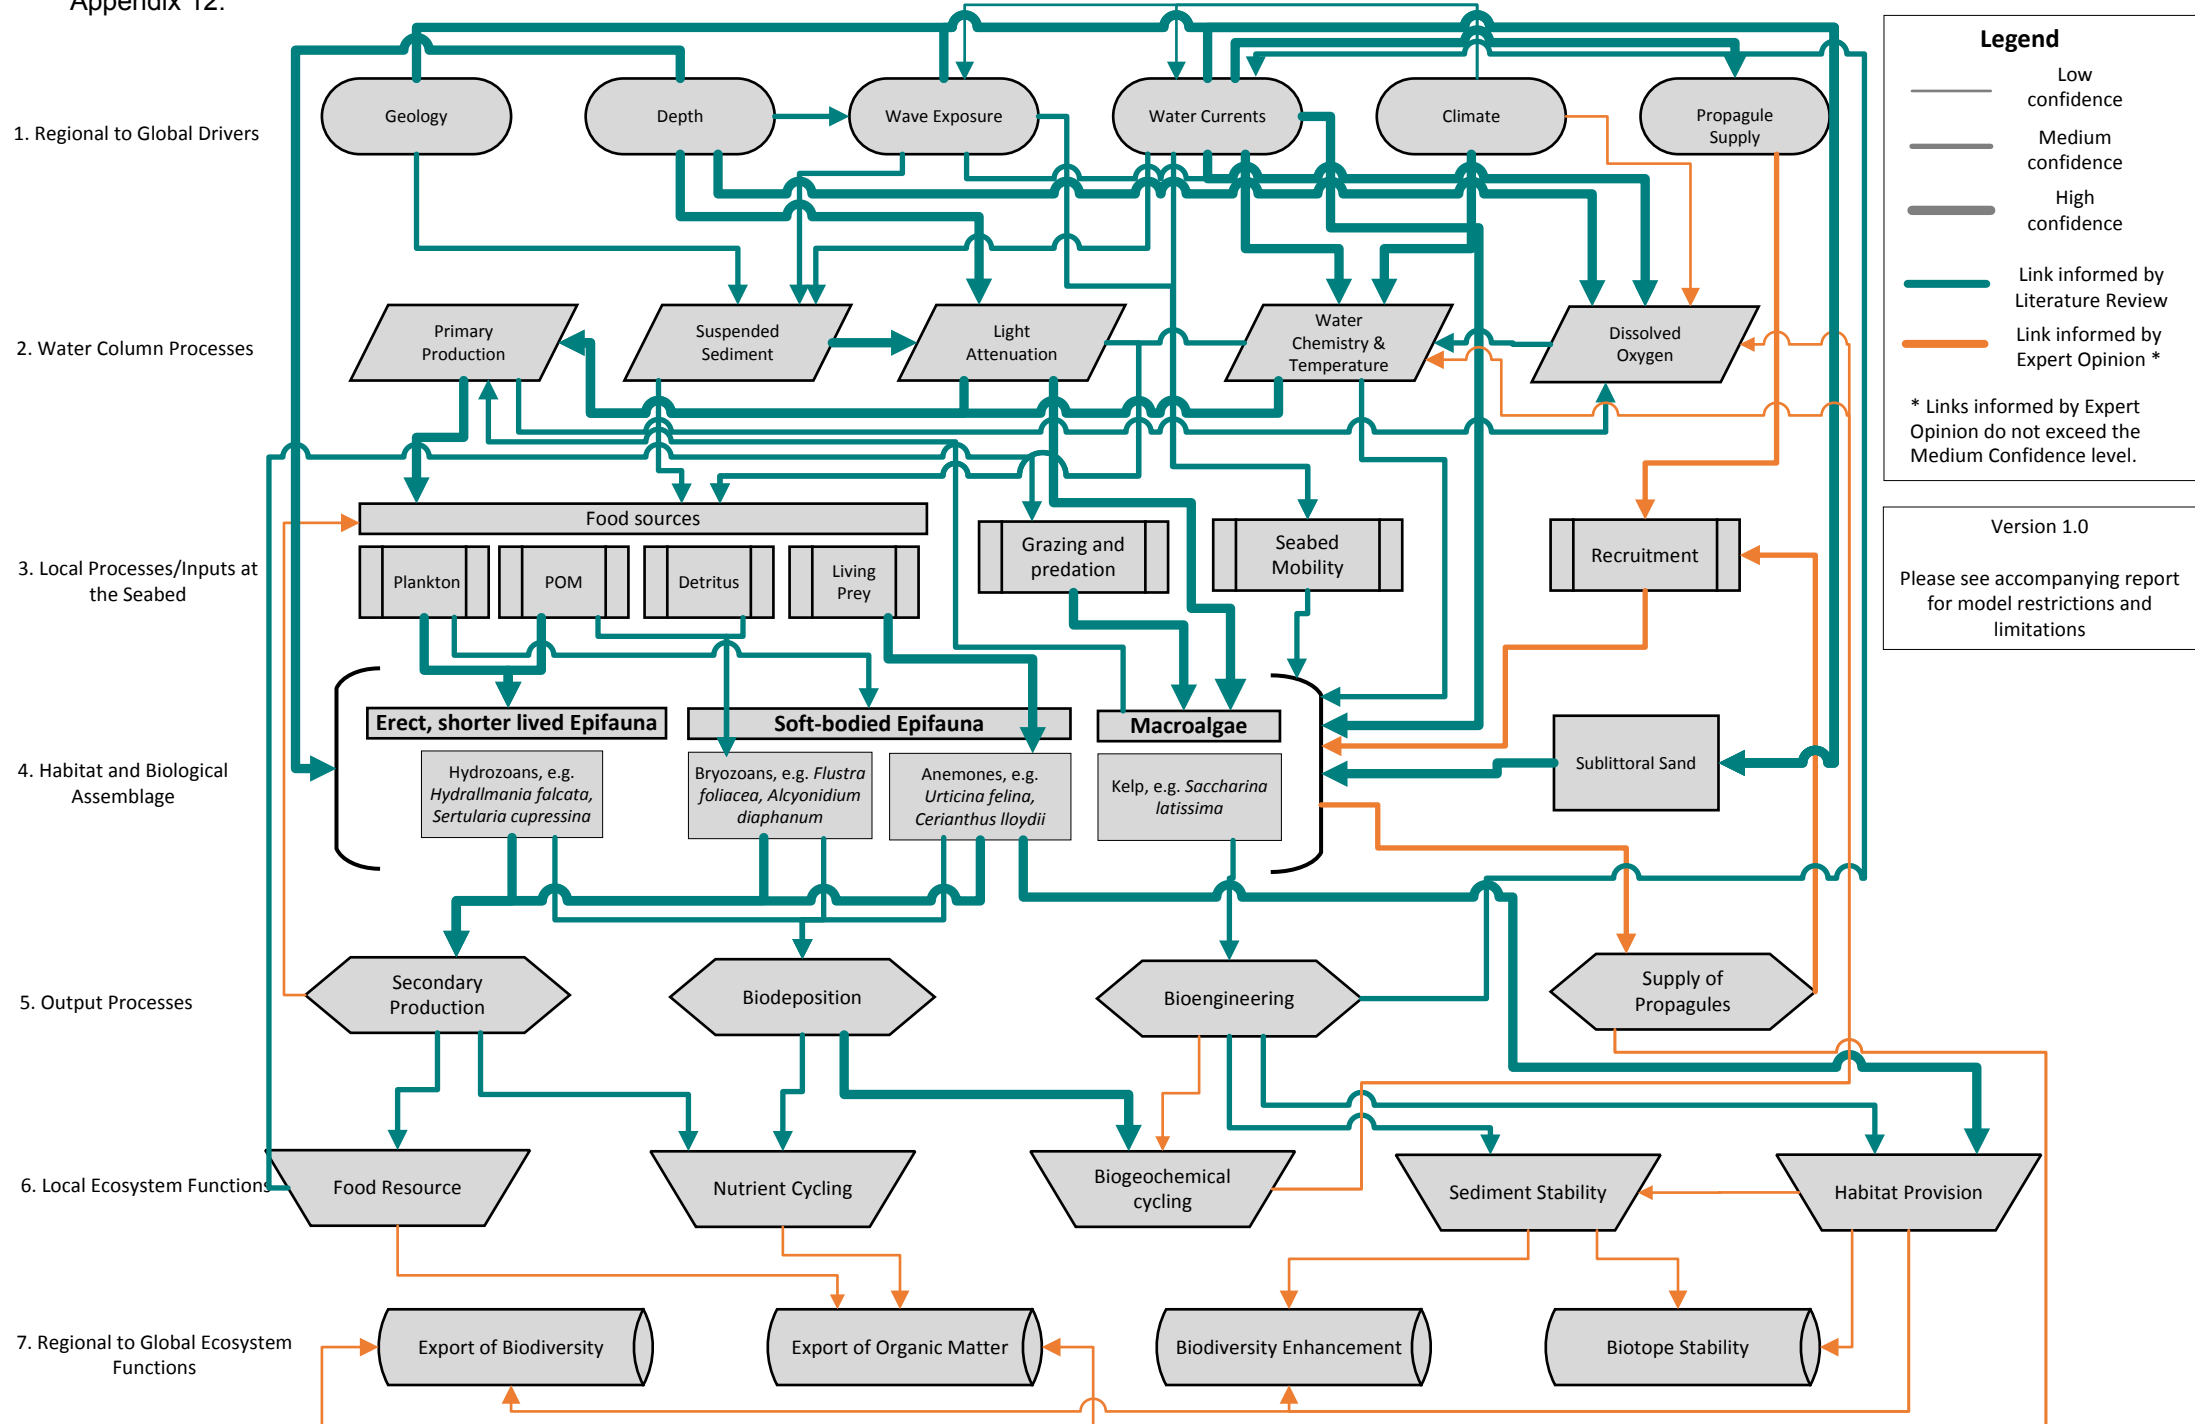 Appendix 12.
Legend
Low
confidence
Medium
confidence
High
confidence
Link informed by
Literature Review
Link informed by
Expert Opinion *
* Links informed by Expert
Opinion do not exceed the
Medium Confidence level.
Version 1.0
Please see accompanying report
for model restrictions and
limitations
1. Regional to Global Drivers
Geology
Depth
Wave Exposure
Water Currents
Climate
Propagule
Supply
2. Water Column Processes
Primary
Production
Suspended
Sediment
Light
Attenuation
Water
Chemistry &
Temperature
Dissolved
Oxygen
3. Local Processes/Inputs at
the Seabed
Food sources
Plankton
POM
Detritus
Living
Prey
Grazing and
predation
Seabed
Mobility
Recruitment
4. Habitat and Biological
Assemblage
Erect, shorter lived Epifauna
Soft-bodied Epifauna
Macroalgae
Hydrozoans, e.g.
Hydrallmania falcata,
Sertularia cupressina
Bryozoans, e.g. Flustra
foliacea, Alcyonidium
diaphanum
Anemones, e.g.
Urticina felina,
Cerianthus lloydii
Kelp, e.g. Saccharina
latissima
Sublittoral Sand
5. Output Processes
Secondary
Production
Biodeposition
Bioengineering
Supply of
Propagules
6. Local Ecosystem Functions
Food Resource
Nutrient Cycling
Biogeochemical
cycling
Sediment Stability
Habitat Provision
7. Regional to Global Ecosystem
Functions
Export of Biodiversity
Export of Organic Matter
Biodiversity Enhancement
Biotope Stability